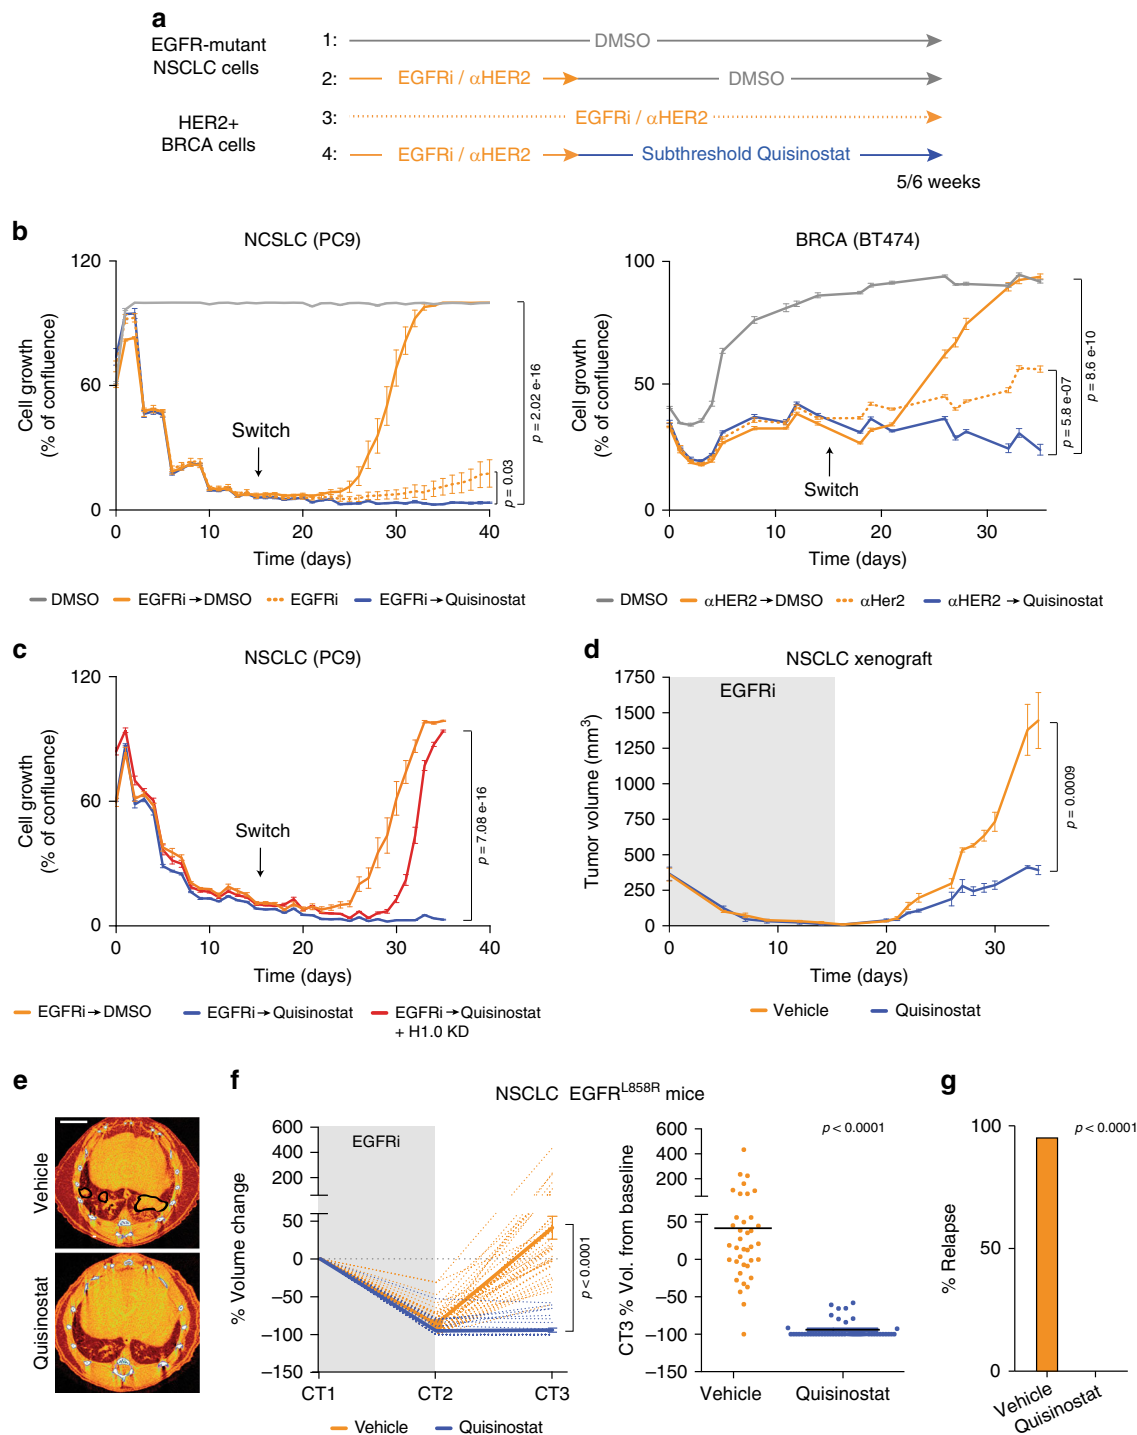 a
EGFR-mutant
NSCLC cells
HER2+
BRCA cells
1: DMSO
2: EGFRi / αHER2 DMSO
3: EGFRi / αHER2
4: EGFRi / αHER2 Subthreshold Quisinostat
5/6 weeks
b
NCSLC (PC9)
Cell growth
(% of confluence)
120
60
0
Switch
0 10 20 30 40
Time (days)
p = 0.03
p = 2.02 e-16
DMSO EGFRi→DMSO EGFRi EGFRi→Quisinostat
BRCA (BT474)
Cell growth
(% of confluence)
100
50
0
Switch
0 10 20 30
Time (days)
p = 5.8 e-07
p = 8.6 e-10
DMSO αHER2→DMSO αHer2 αHER2→Quisinostat
c
NSCLC (PC9)
Cell growth
(% of confluence)
120
60
0
Switch
0 10 20 30 40
Time (days)
p = 7.08 e-16
EGFRi→DMSO EGFRi→Quisinostat EGFRi→Quisinostat
+ H1.0 KD
d
NSCLC xenograft
EGFRi
Tumor volume (mm³)
1750
1500
1250
1000
750
500
250
0
0 10 20 30
Time (days)
p = 0.0009
Vehicle Quisinostat
e
Vehicle
Quisinostat
f
NSCLC EGFR^L858R mice
EGFRi
% Volume change
600
400
200
50
0
−50
−100
−150
CT1 CT2 CT3
p < 0.0001
Vehicle Quisinostat
p < 0.0001
CT3 % Vol. from baseline
600
400
200
50
0
−50
−100
−150
Vehicle Quisinostat
g
p < 0.0001
% Relapse
100
50
0
Vehicle
Quisinostat